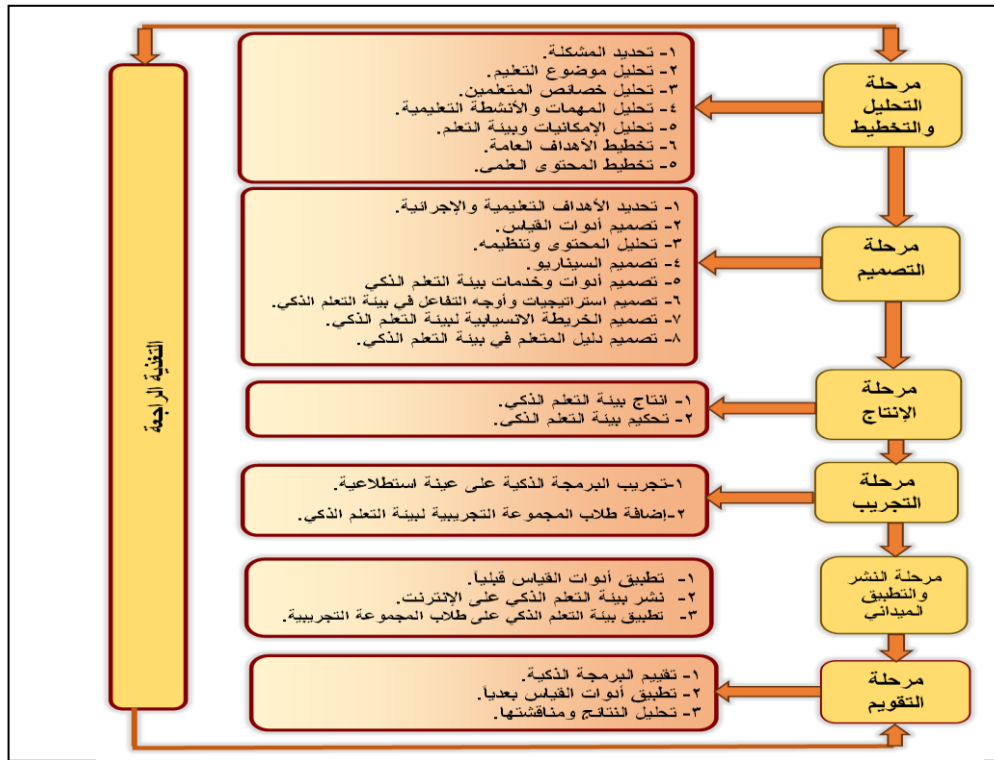 مرحلة
التحليل
والتخطيط
١- تحديد المشكلة.
٢- تحليل موضوع التعليم.
٣- تحليل خصائص المتعلمين.
٤- تحليل المهمات والأنشطة التعليمية.
٥- تحليل الإمكانيات وبيئة التعلم.
٦- تخطيط الأهداف العامة.
٥- تخطيط المحتوى العلمى.
مرحلة
التصميم
١- تحديد الأهداف التعليمية والإجرائية.
٢- تصميم أدوات القياس.
٣- تحليل المحتوى وتنظيمه.
٤- تصميم السيناريو.
٥- تصميم أدوات وخدمات بيئة التعلم الذكي
٦- تصميم استراتيجيات وأوجه التفاعل في بيئة التعلم الذكي.
٧- تصميم الخريطة الانسيابية لبيئة التعلم الذكي.
٨- تصميم دليل المتعلم في بيئة التعلم الذكي.
مرحلة
الإنتاج
١- انتاج بيئة التعلم الذكي.
٢- تحكيم بيئة التعلم الذكى.
مرحلة
التجريب
١-تجريب البرمجة الذكية على عينة استطلاعية.
٢-إضافة طلاب المجموعة التجريبية لبيئة التعلم الذكي.
مرحلة النشر
والتطبيق
الميداني
١- تطبيق أدوات القياس قبلياً.
٢- نشر بيئة التعلم الذكي على الإنترنت.
٣- تطبيق بيئة التعلم الذكي على طلاب المجموعة التجريبية.
مرحلة
التقويم
١- تقييم البرمجة الذكية.
٢- تطبيق أدوات القياس بعدياً.
٣- تحليل النتائج ومناقشتها.
التغذية الراجعة